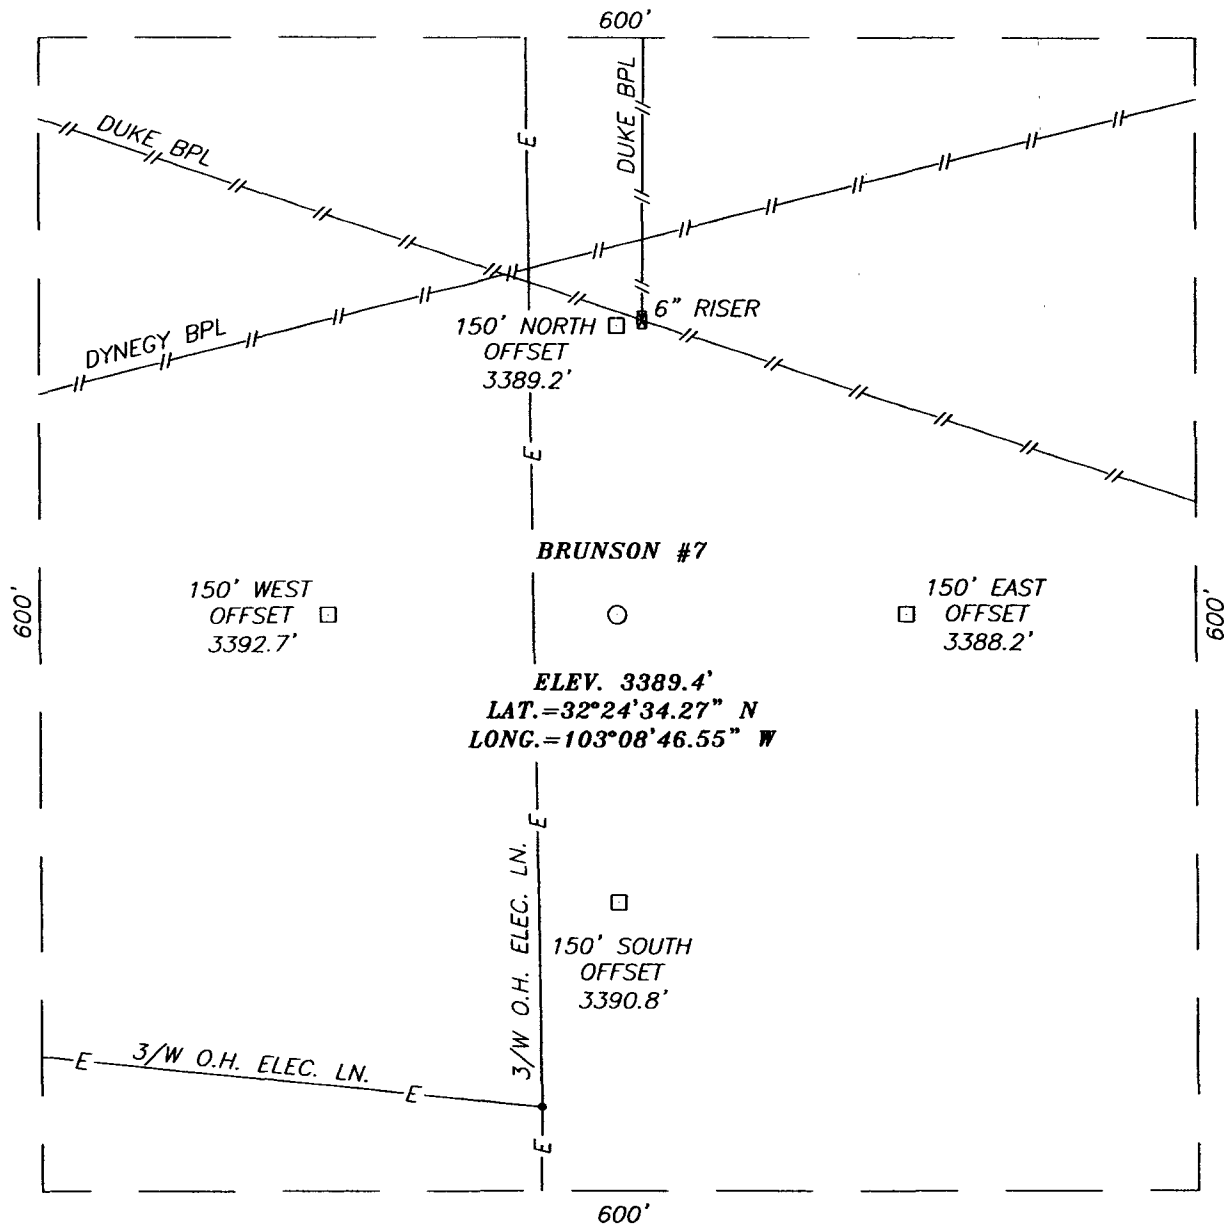 600'
DUKE BPL
DUKE BPL
E
6" RISER
150' NORTH
OFFSET
3389.2'
DYNEGY BPL
E
BRUNSON #7
600'
150' WEST
OFFSET
3392.7'
150' EAST
OFFSET
3388.2'
600'
ELEV. 3389.4'
LAT.=32°24'34.27" N
LONG.=103°08'46.55" W
E
3/W O.H. ELEC. LN.
150' SOUTH
OFFSET
3390.8'
E
3/W O.H. ELEC. LN.
E
E
600'